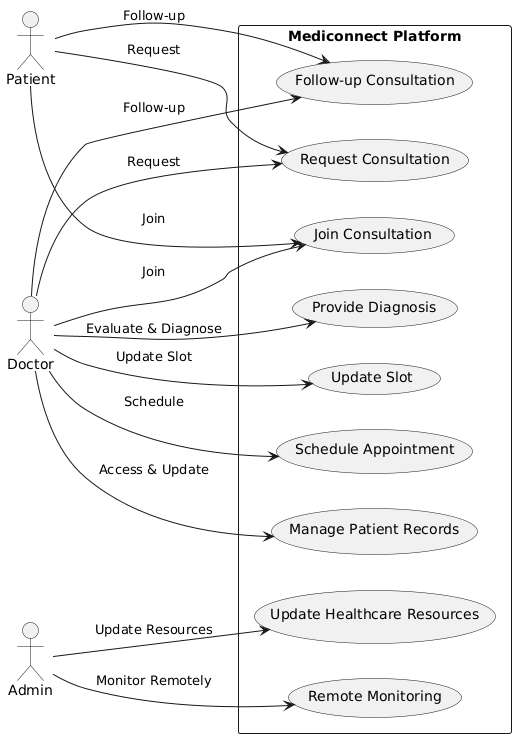 Mediconnect Platform
Follow-up
Patient
Request
Follow-up Consultation
Follow-up
Request
Request Consultation
Join
Join Consultation
Join
Provide Diagnosis
Evaluate & Diagnose
Doctor
Update Slot
Update Slot
Schedule
Schedule Appointment
Access & Update
Manage Patient Records
Update Resources
Update Healthcare Resources
Admin
Monitor Remotely
Remote Monitoring